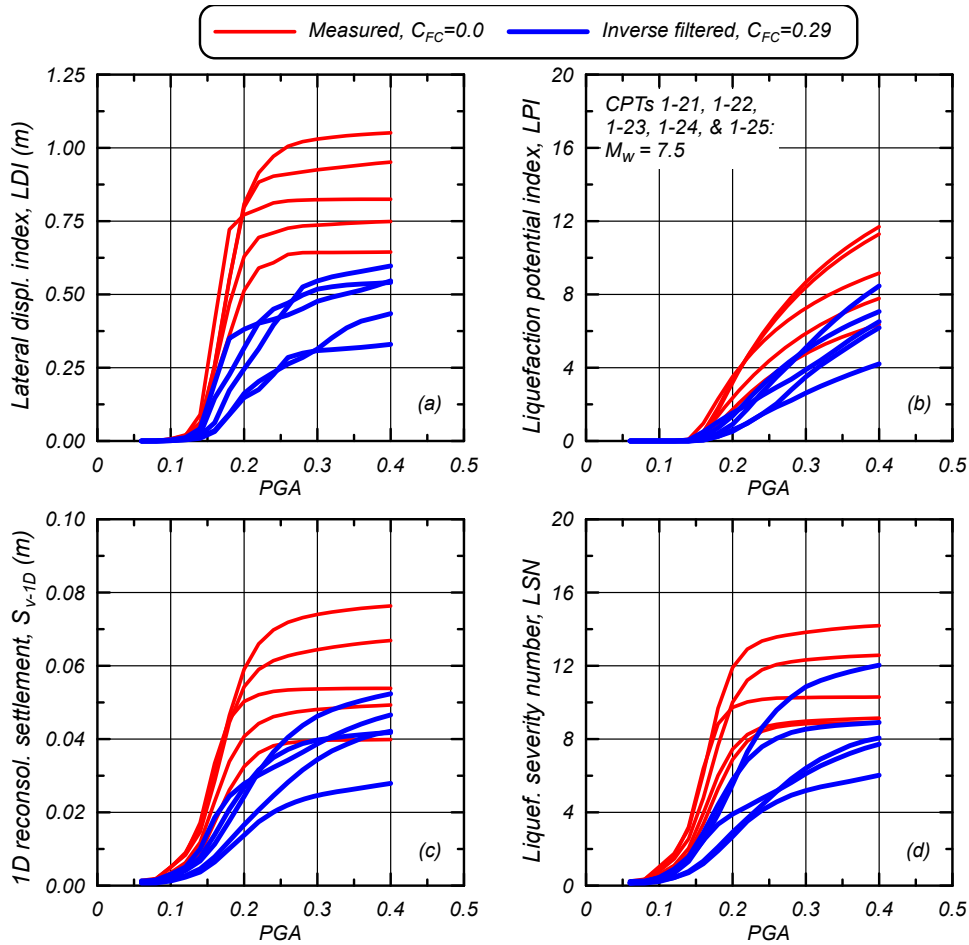 Measured, C_FC=0.0 Inverse filtered, C_FC=0.29
Lateral displ. index, LDI (m)
1.25
1.00
0.75
0.50
0.25
0.00
0 0.1 0.2 0.3 0.4 0.5
PGA
(a)
Liquefaction potential index, LPI
20
16
12
8
4
0
0 0.1 0.2 0.3 0.4 0.5
PGA
CPTs 1-21, 1-22,
1-23, 1-24, & 1-25:
M_W = 7.5
(b)
1D reconsol. settlement, S_v-1D (m)
0.10
0.08
0.06
0.04
0.02
0.00
0 0.1 0.2 0.3 0.4 0.5
PGA
(c)
Liquef. severity number, LSN
20
16
12
8
4
0
0 0.1 0.2 0.3 0.4 0.5
PGA
(d)